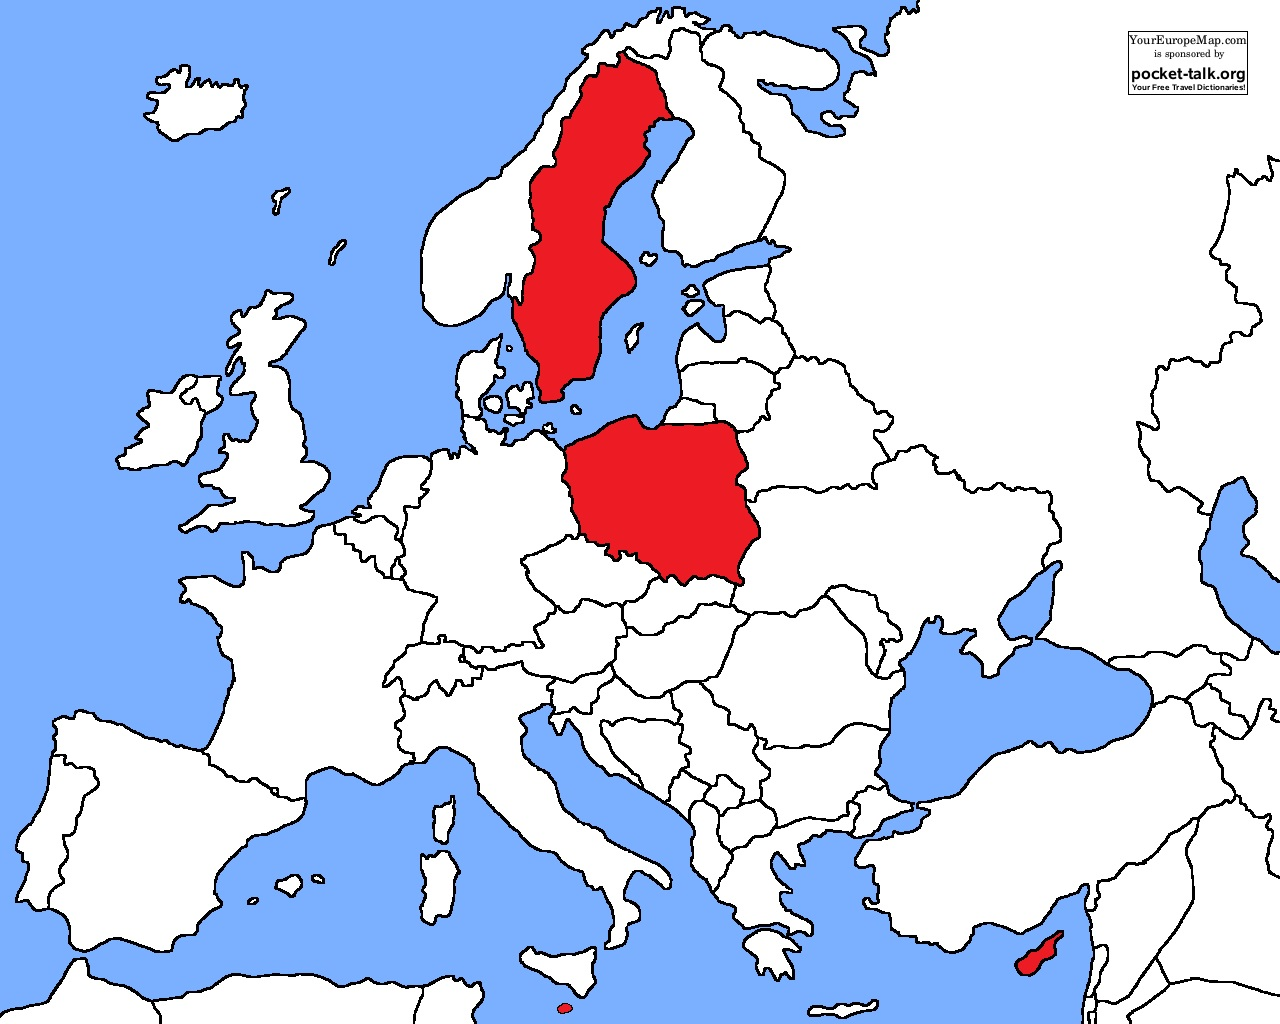 YourEuropeMap.com
is sponsored by
pocket-talk.org
Your Free Travel Dictionaries!